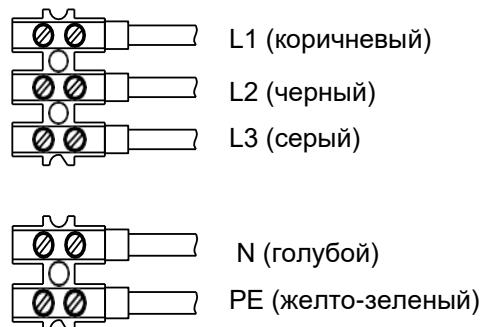 L1 (коричневый)
L2 (черный)
L3 (серый)
N (голубой)
PE (желто-зеленый)